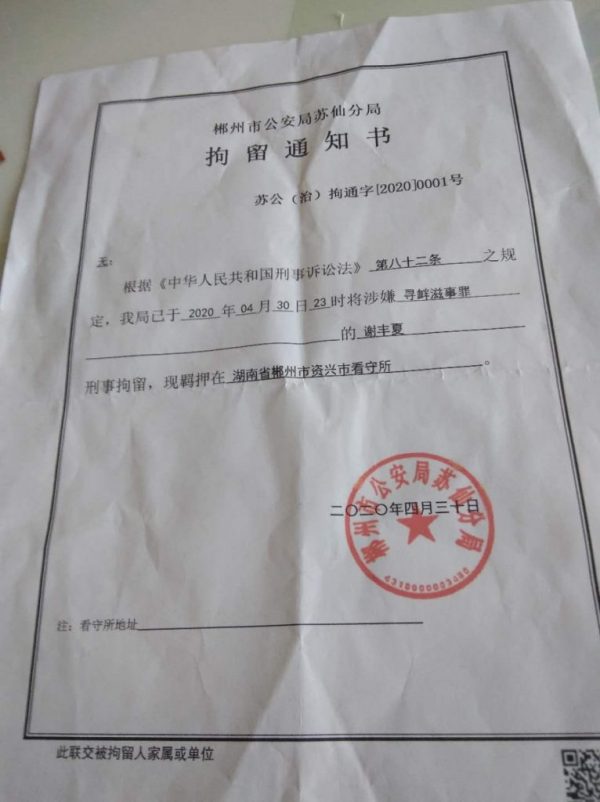 郴州市公安局苏仙分局
拘留通知书
苏公（治）拘通字[2020]0001号
无：
根据《中华人民共和国刑事诉讼法》第八十二条之规
定，我局已于2020年04月30日23时将涉嫌寻衅滋事罪
的谢丰夏
刑事拘留，现羁押在湖南省郴州市资兴市看守所。
郴州市公安局苏仙分局
二〇二〇年四月三十日
注：看守所地址
此联交被拘留人家属或单位